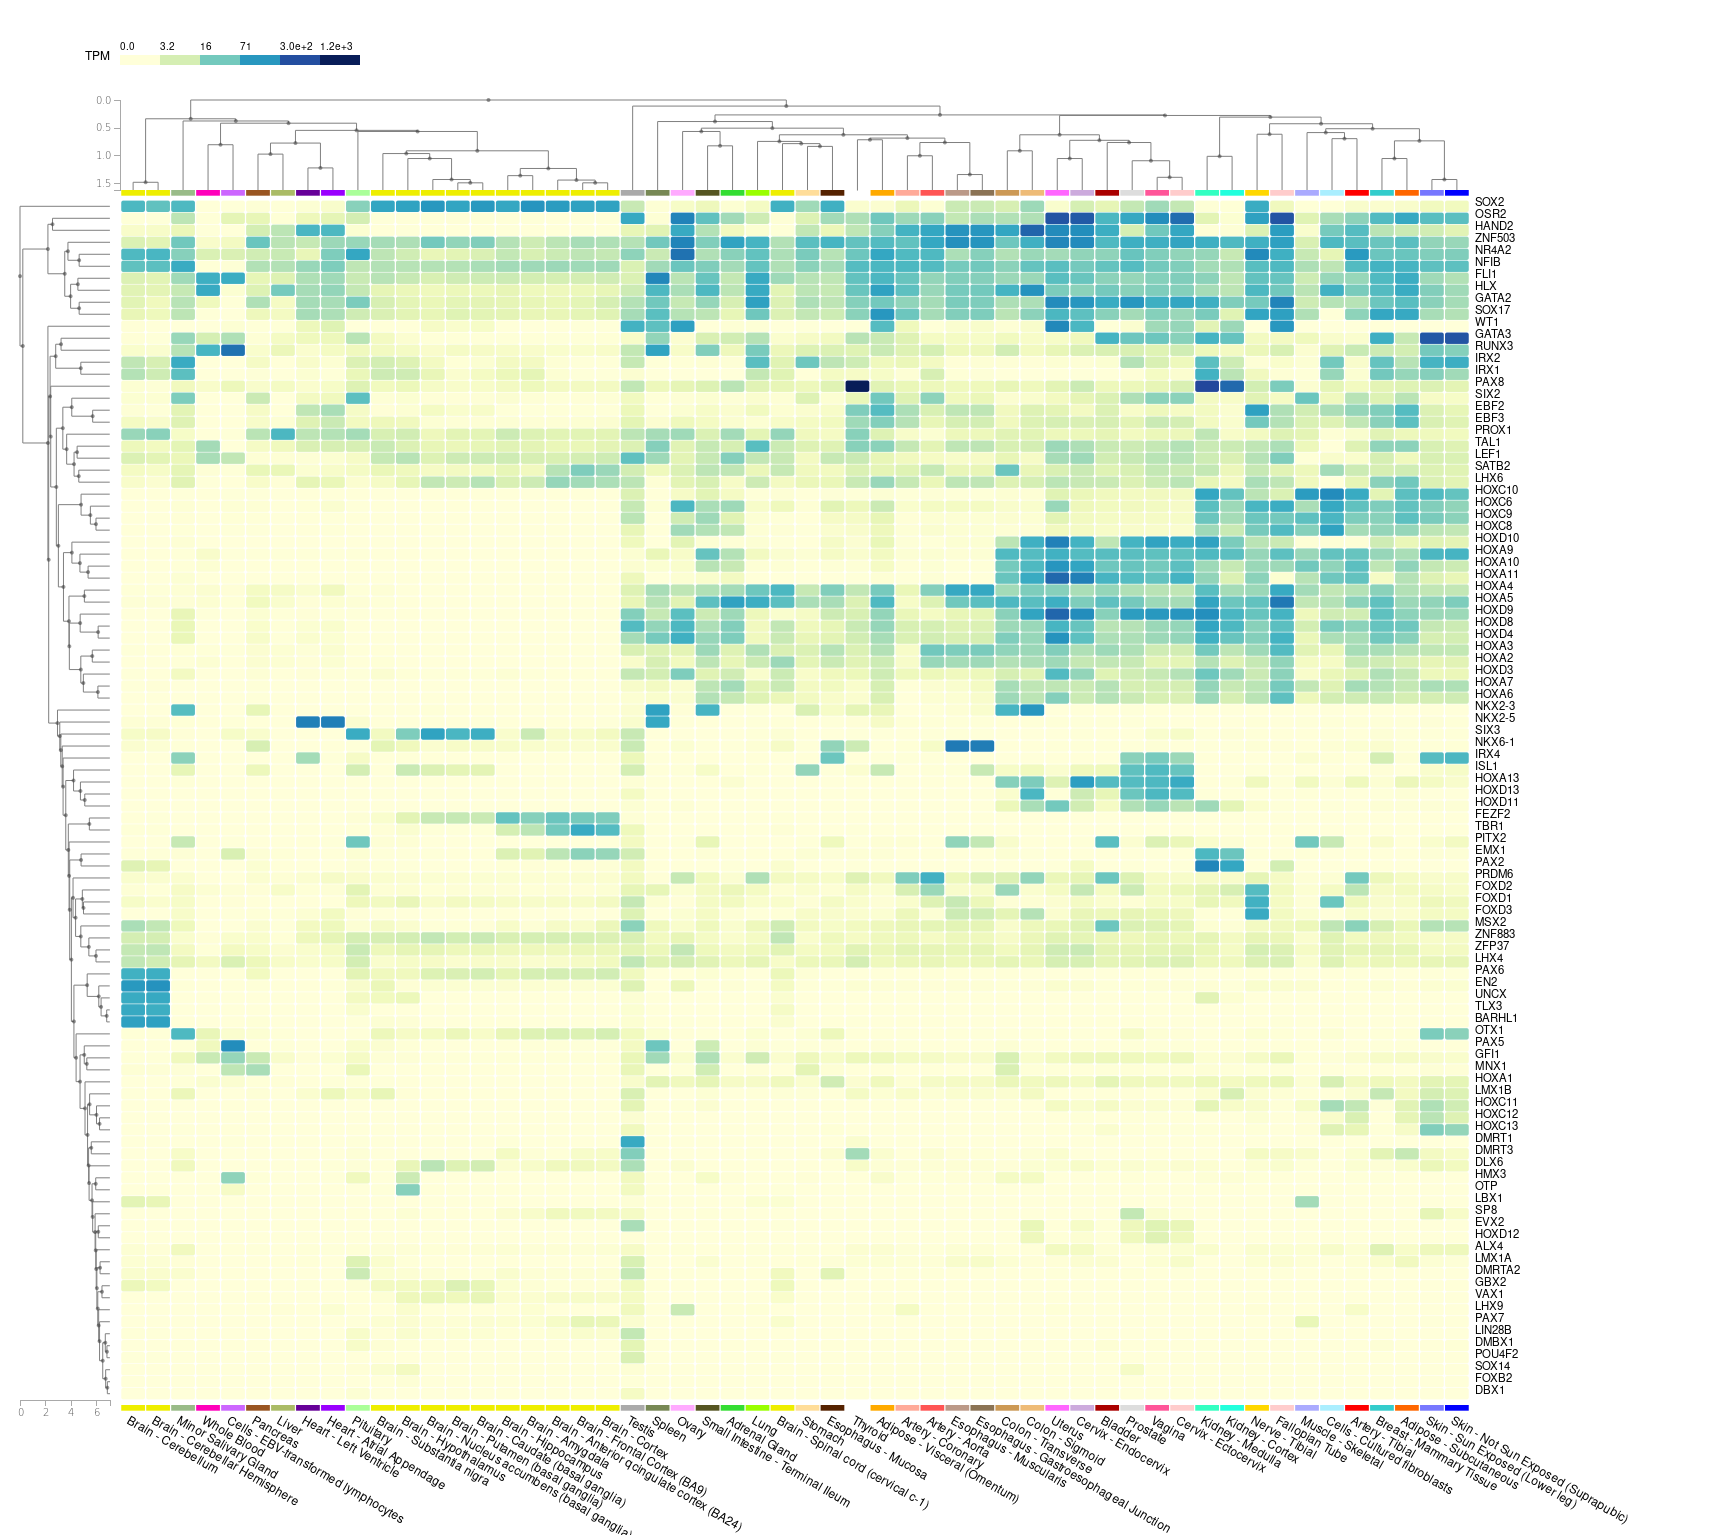 0.0 3.2 16 71 3.0e+2 1.2e+3
TPM
0.0
0.5
1.0
1.5
SOX2
OSR2
HAND2
ZNF503
NR4A2
NFIB
FLI1
HLX
GATA2
SOX17
WT1
GATA3
RUNX3
IRX2
IRX1
PAX8
SIX2
EBF2
EBF3
PROX1
TAL1
LEF1
SATB2
LHX6
HOXC10
HOXC6
HOXC9
HOXC8
HOXD10
HOXA9
HOXA10
HOXA11
HOXA4
HOXA5
HOXD9
HOXD8
HOXD4
HOXA3
HOXA2
HOXD3
HOXA7
HOXA6
NKX2-3
NKX2-5
SIX3
NKX6-1
IRX4
ISL1
HOXA13
HOXD13
HOXD11
FEZF2
TBR1
PITX2
EMX1
PAX2
PRDM6
FOXD2
FOXD1
FOXD3
MSX2
ZNF883
ZFP37
LHX4
PAX6
EN2
UNCX
TLX3
BARHL1
OTX1
PAX5
GFI1
MNX1
HOXA1
LMX1B
HOXC11
HOXC12
HOXC13
DMRT1
DMRT3
DLX6
HMX3
OTP
LBX1
SP8
EVX2
HOXD12
ALX4
LMX1A
DMRTA2
GBX2
VAX1
LHX9
PAX7
LIN28B
DMBX1
POU4F2
SOX14
FOXB2
DBX1
0 2 4 6
Brain - Cerebellum
Brain - Cerebellar Hemisphere
Minor Salivary Gland
Whole Blood
Cells - EBV-transformed lymphocytes
Pancreas
Liver
Heart - Left Ventricle
Heart - Atrial Appendage
Pituitary
Brain - Substantia nigra
Brain - Hypothalamus
Brain - Nucleus accumbens (basal ganglia)
Brain - Putamen (basal ganglia)
Brain - Caudate (basal ganglia)
Brain - Hippocampus
Brain - Amygdala
Brain - Anterior cingulate cortex (BA24)
Brain - Frontal Cortex (BA9)
Brain - Cortex
Testis
Spleen
Ovary
Small Intestine - Terminal Ileum
Adrenal Gland
Lung
Brain - Spinal cord (cervical c-1)
Stomach
Esophagus - Mucosa
Thyroid
Adipose - Visceral (Omentum)
Artery - Coronary
Artery - Aorta
Esophagus - Muscularis
Esophagus - Gastroesophageal Junction
Colon - Transverse
Colon - Sigmoid
Uterus
Cervix - Endocervix
Bladder
Prostate
Vagina
Cervix - Ectocervix
Kidney - Medulla
Kidney - Cortex
Nerve - Tibial
Fallopian Tube
Muscle - Skeletal
Cells - Cultured fibroblasts
Artery - Tibial
Breast - Mammary Tissue
Adipose - Subcutaneous
Skin - Sun Exposed (Lower leg)
Skin - Not Sun Exposed (Suprapubic)